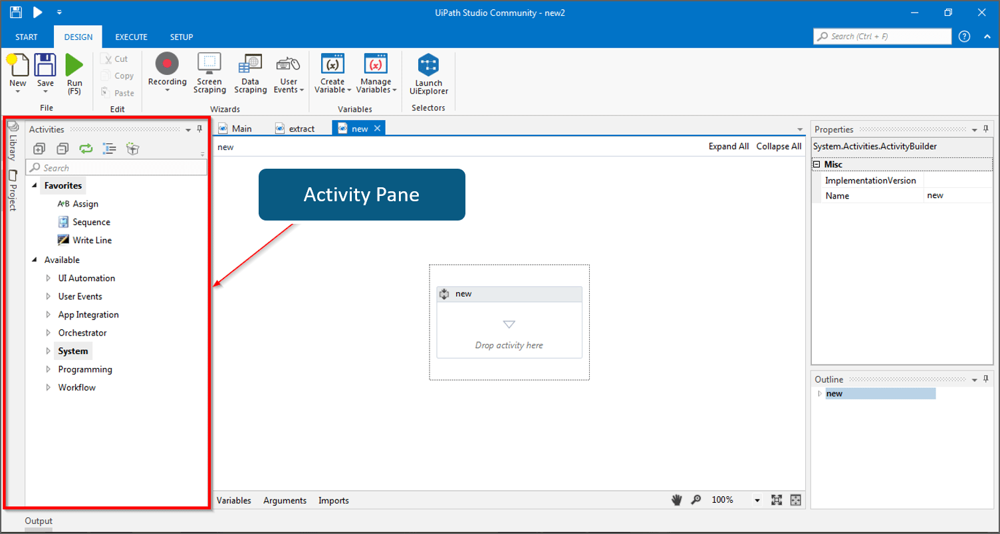 UiPath Studio Community - new2
START DESIGN EXECUTE SETUP
Search (Ctrl + F)
New Save Run (F5)
Cut
Copy
Paste
Recording Screen Scraping Data Scraping User Events
Create Variable Manage Variables
Launch UiExplorer
File Edit Wizards Variables Selectors
Library
Project
Activities
Search
Favorites
A+B Assign
Sequence
Write Line
Available
UI Automation
User Events
App Integration
Orchestrator
System
Programming
Workflow
Main extract new
new Expand All Collapse All
Activity Pane
new
Drop activity here
Variables Arguments Imports 100%
Properties
System.Activities.ActivityBuilder
Misc
ImplementationVersion
Name new
Outline
new
Output